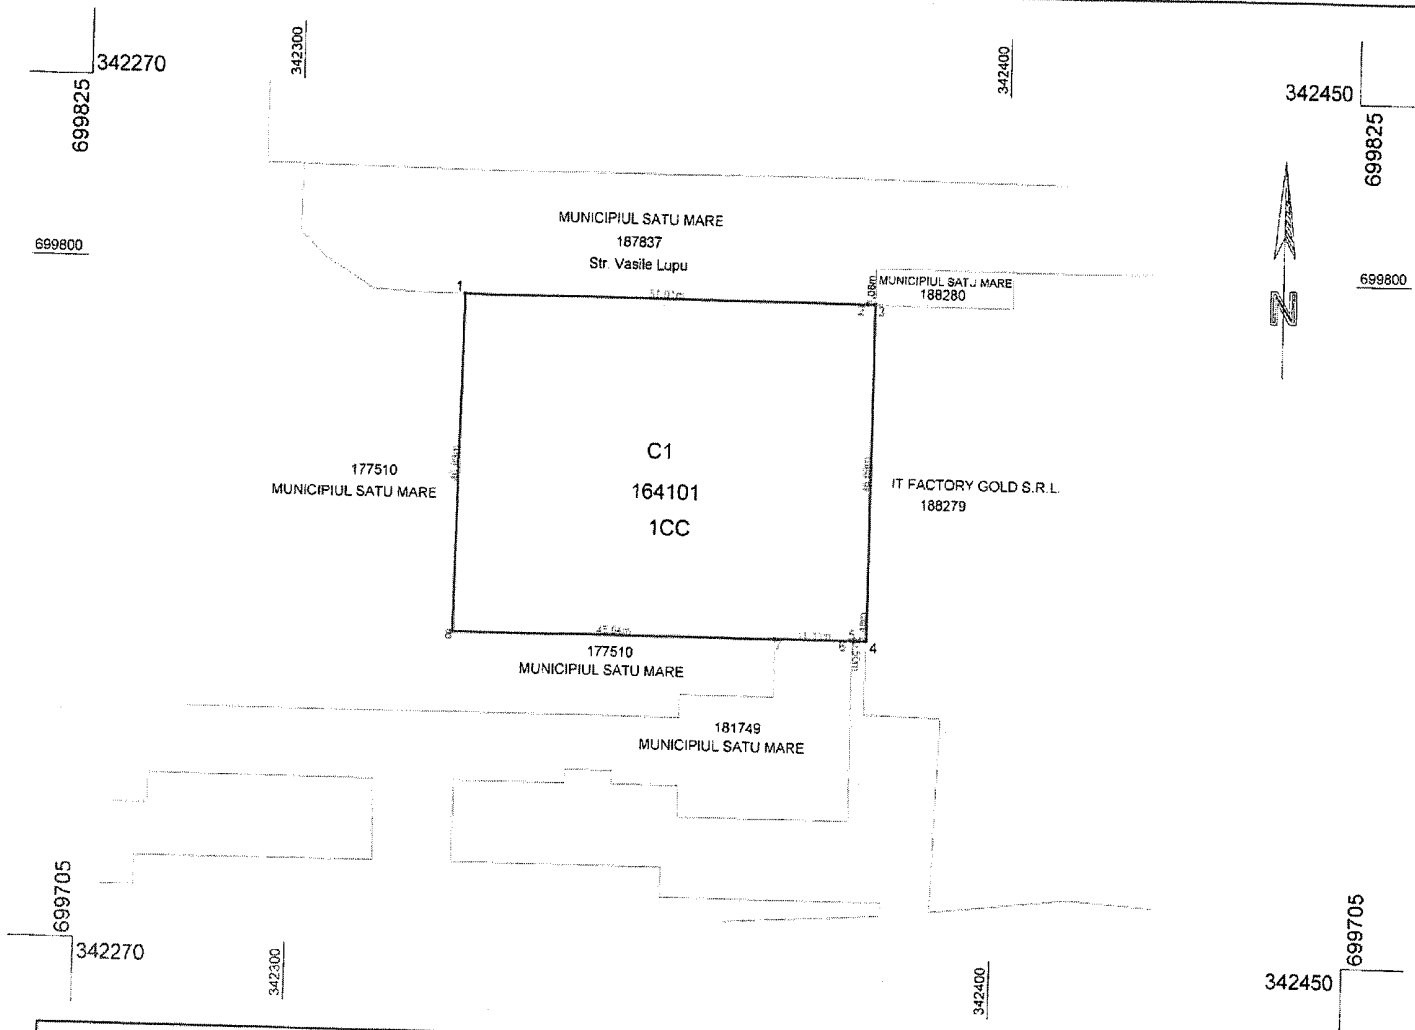 342270
699825
342300
342400
342450
699825
MUNICIPIUL SATU MARE
187837
Str. Vasile Lupu
699800
699800
MUNICIPIUL SATU MARE
188280
1
3
N
C1
164101
1CC
177510
MUNICIPIUL SATU MARE
IT FACTORY GOLD S.R.L.
188279
8
4
177510
MUNICIPIUL SATU MARE
181749
MUNICIPIUL SATU MARE
699705
342270
342300
342400
342450
699705